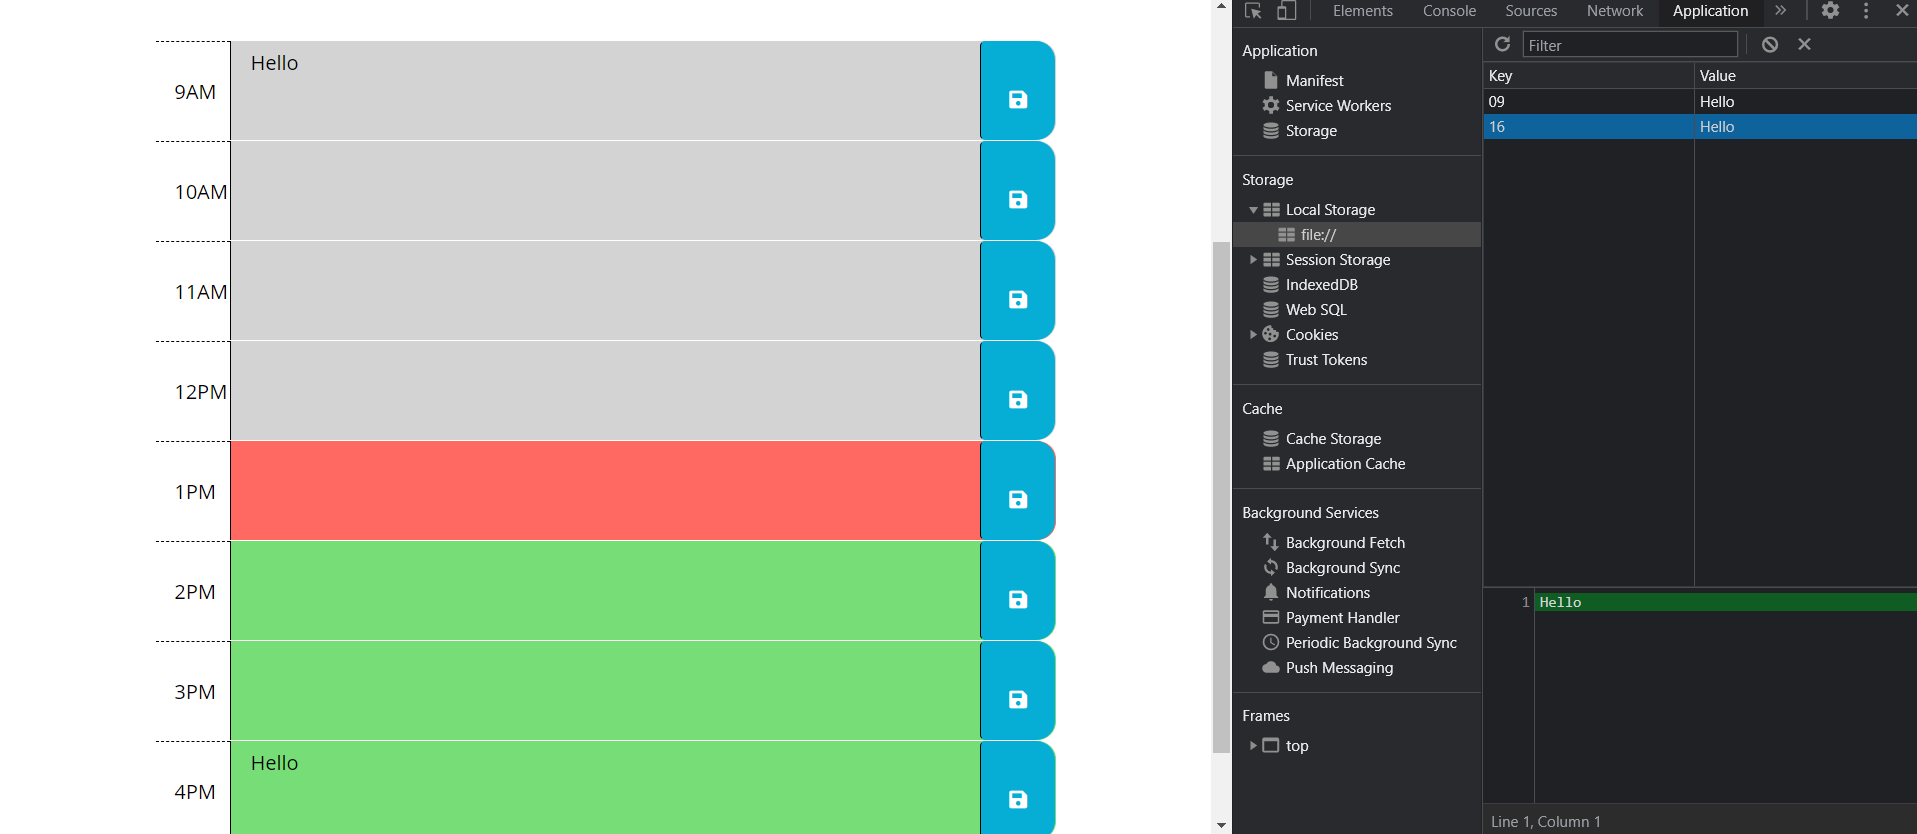 Hello
9AM
10AM
11AM
12PM
1PM
2PM
3PM
Hello
4PM
Elements Console Sources Network Application
Application
Manifest
Service Workers
Storage
Storage
Local Storage
file://
Session Storage
IndexedDB
Web SQL
Cookies
Trust Tokens
Cache
Cache Storage
Application Cache
Background Services
Background Fetch
Background Sync
Notifications
Payment Handler
Periodic Background Sync
Push Messaging
Frames
top
Filter
Key Value
09 Hello
16 Hello
1 Hello
Line 1, Column 1